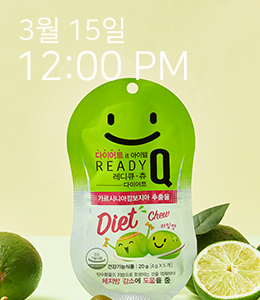 3월 15일
12:00 PM
다이어트 it 아이템
READY Q
레디큐-츄
다이어트
가르시니아캄보지아 추출물
Diet Chew
건강기능식품 | 20 g (4g X 5개)
체지방 감소에 도움을 줌